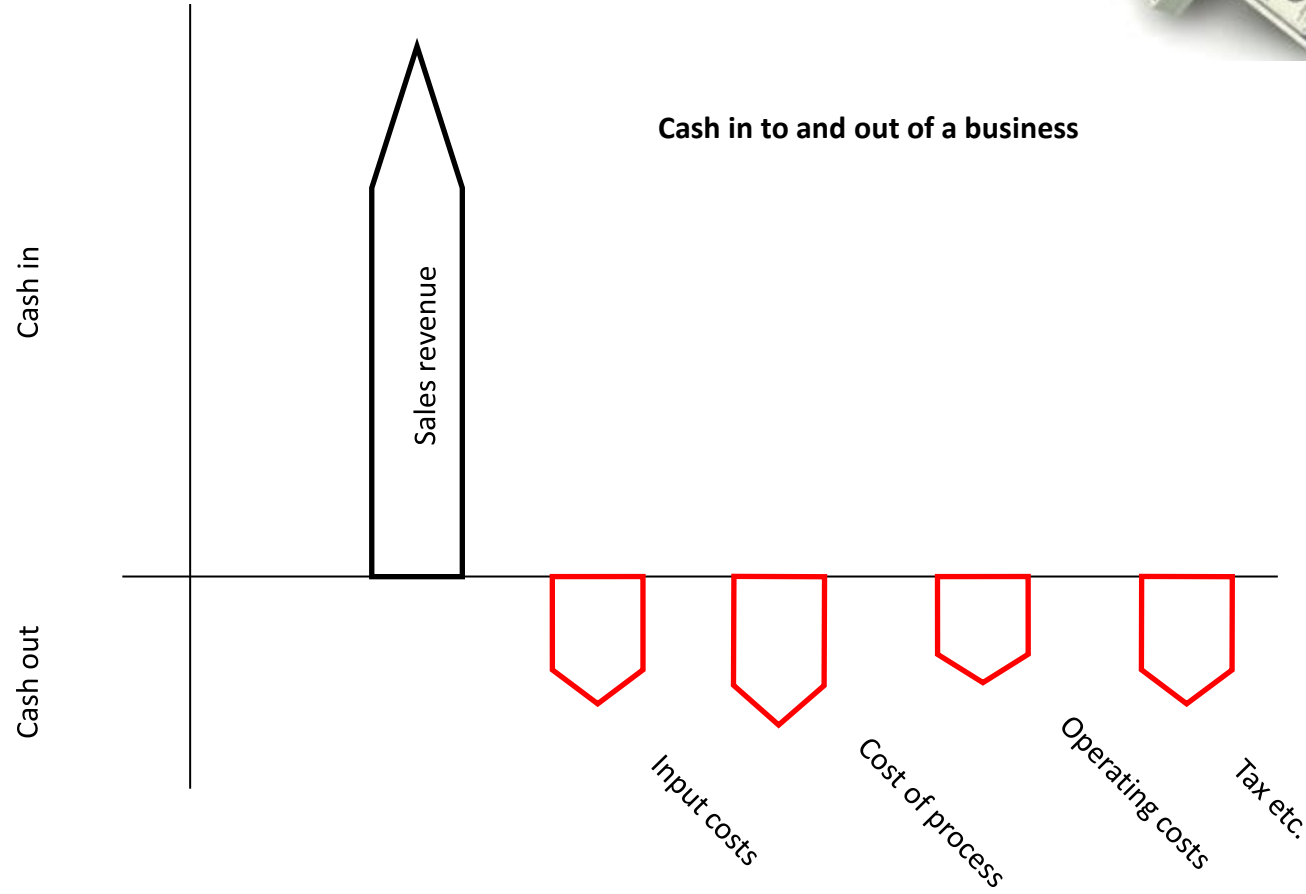 Cash in to and out of a business
Cash in
Sales revenue
Cash out
Input costs
Cost of process
Operating costs
Tax etc.